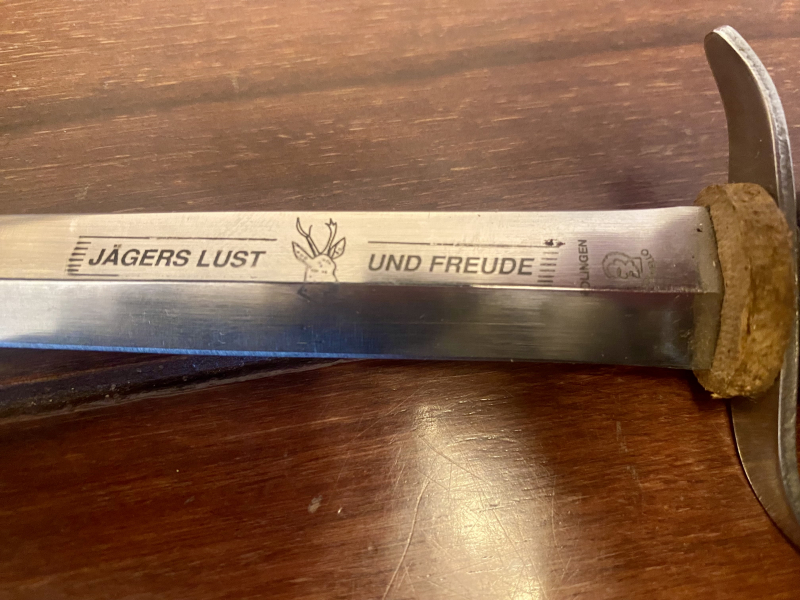 JÄGERS LUST UND FREUDE
SOLINGEN